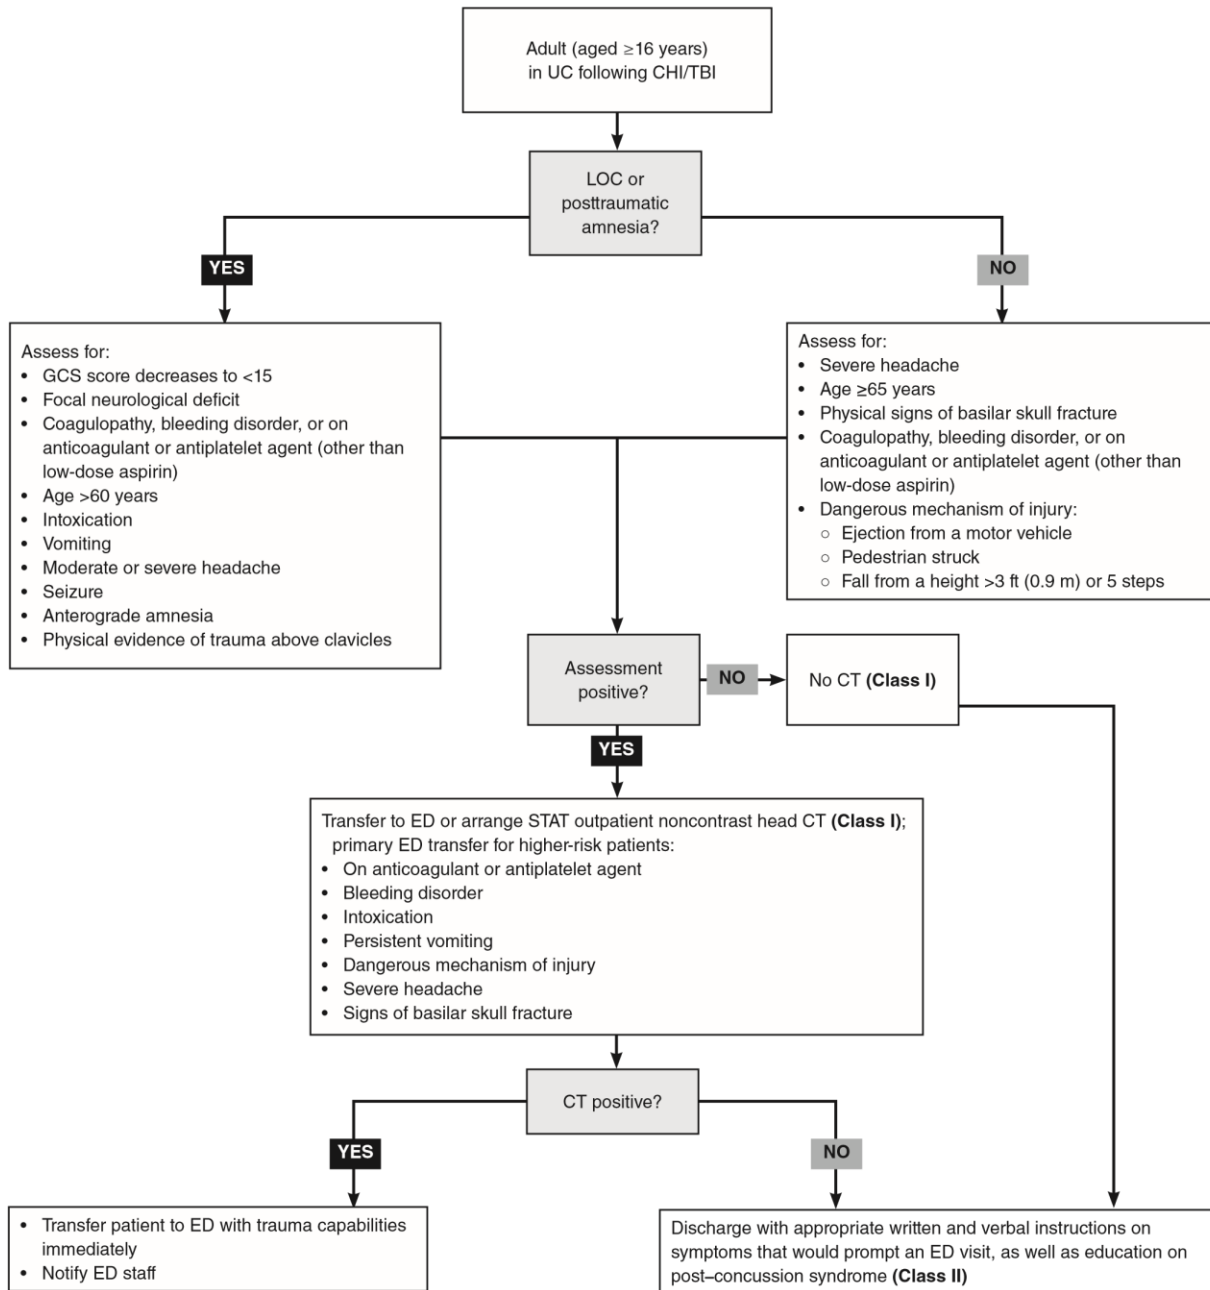 Adult (aged ≥16 years)
in UC following CHI/TBI
LOC or
posttraumatic
amnesia?
YES
NO
Assess for:
• GCS score decreases to <15
• Focal neurological deficit
• Coagulopathy, bleeding disorder, or on
anticoagulant or antiplatelet agent (other than
low-dose aspirin)
• Age >60 years
• Intoxication
• Vomiting
• Moderate or severe headache
• Seizure
• Anterograde amnesia
• Physical evidence of trauma above clavicles
Assess for:
• Severe headache
• Age ≥65 years
• Physical signs of basilar skull fracture
• Coagulopathy, bleeding disorder, or on
anticoagulant or antiplatelet agent (other than
low-dose aspirin)
• Dangerous mechanism of injury:
○ Ejection from a motor vehicle
○ Pedestrian struck
○ Fall from a height >3 ft (0.9 m) or 5 steps
Assessment
positive?
NO
No CT (Class I)
YES
Transfer to ED or arrange STAT outpatient noncontrast head CT (Class I);
primary ED transfer for higher-risk patients:
• On anticoagulant or antiplatelet agent
• Bleeding disorder
• Intoxication
• Persistent vomiting
• Dangerous mechanism of injury
• Severe headache
• Signs of basilar skull fracture
CT positive?
YES
NO
• Transfer patient to ED with trauma capabilities
immediately
• Notify ED staff
Discharge with appropriate written and verbal instructions on
symptoms that would prompt an ED visit, as well as education on
post–concussion syndrome (Class II)